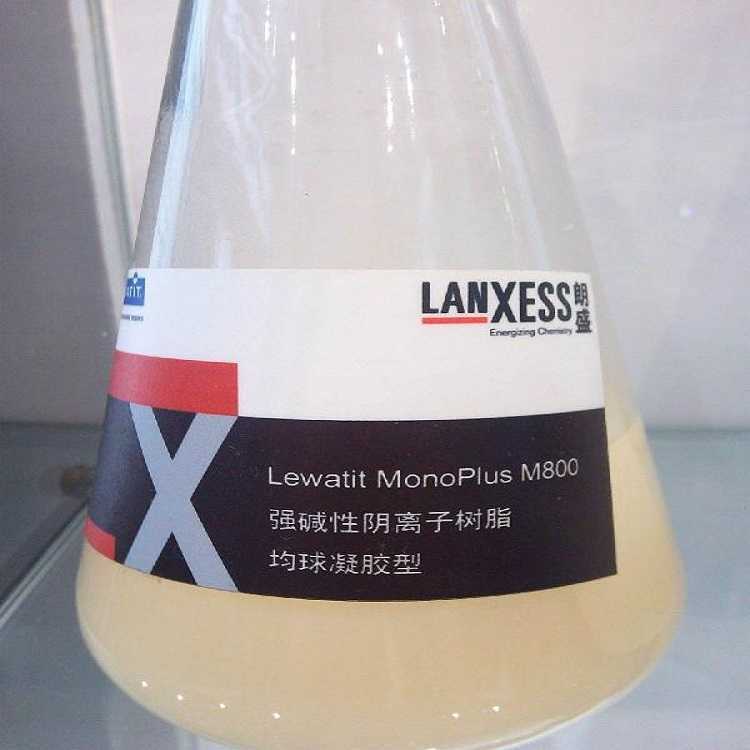 LANXESS 朗盛
Energizing Chemistry
X
Lewatit MonoPlus M800
强碱性阴离子树脂
均球凝胶型